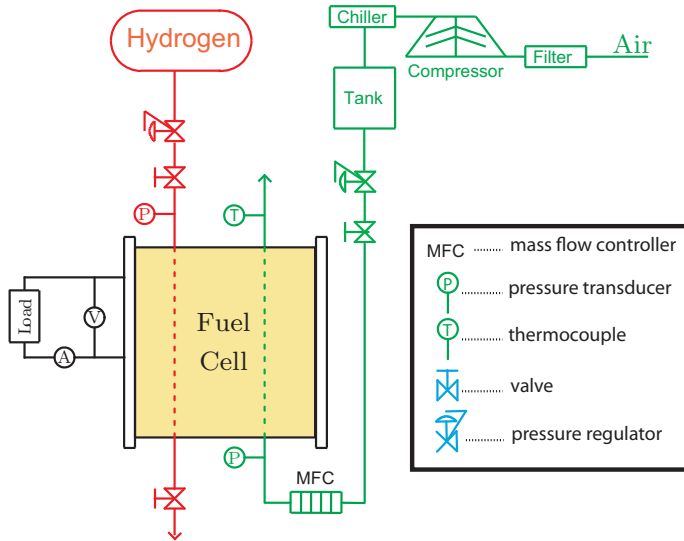 Hydrogen
Chiller
Compressor
Filter
Air
Tank
P
T
Load
V
A
Fuel
Cell
P
MFC
MFC ........... mass flow controller
P ........... pressure transducer
T ........... thermocouple
........... valve
........... pressure regulator